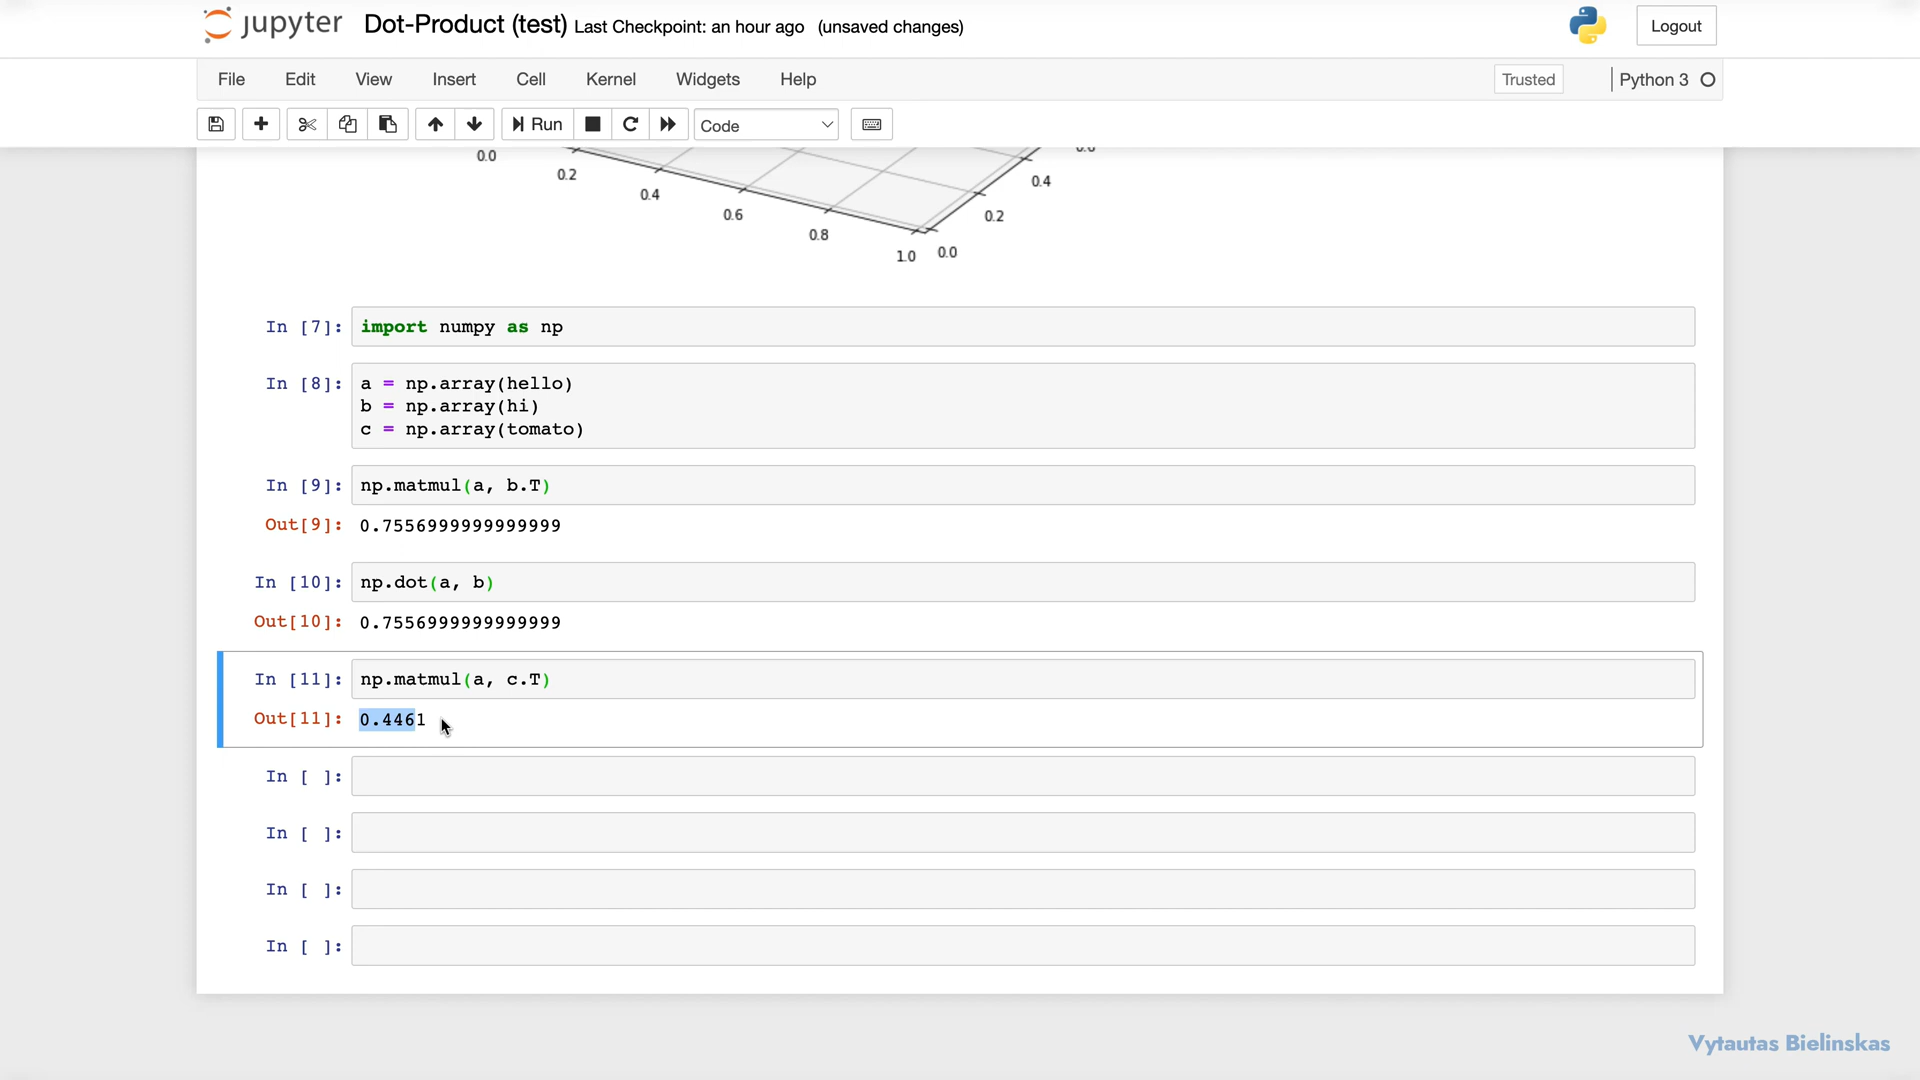 jupyter Dot-Product (test) Last Checkpoint: an hour ago (unsaved changes) Logout
File Edit View Insert Cell Kernel Widgets Help Trusted Python 3
Run Code
0.0
0.2
0.4
0.6
0.8
1.0
0.0
0.2
0.4
In [7]: import numpy as np
In [8]: a = np.array(hello)
b = np.array(hi)
c = np.array(tomato)
In [9]: np.matmul(a, b.T)
Out[9]: 0.7556999999999999
In [10]: np.dot(a, b)
Out[10]: 0.7556999999999999
In [11]: np.matmul(a, c.T)
Out[11]: 0.4461
In [ ]:
In [ ]:
In [ ]:
In [ ]:
Vytautas Bielinskas